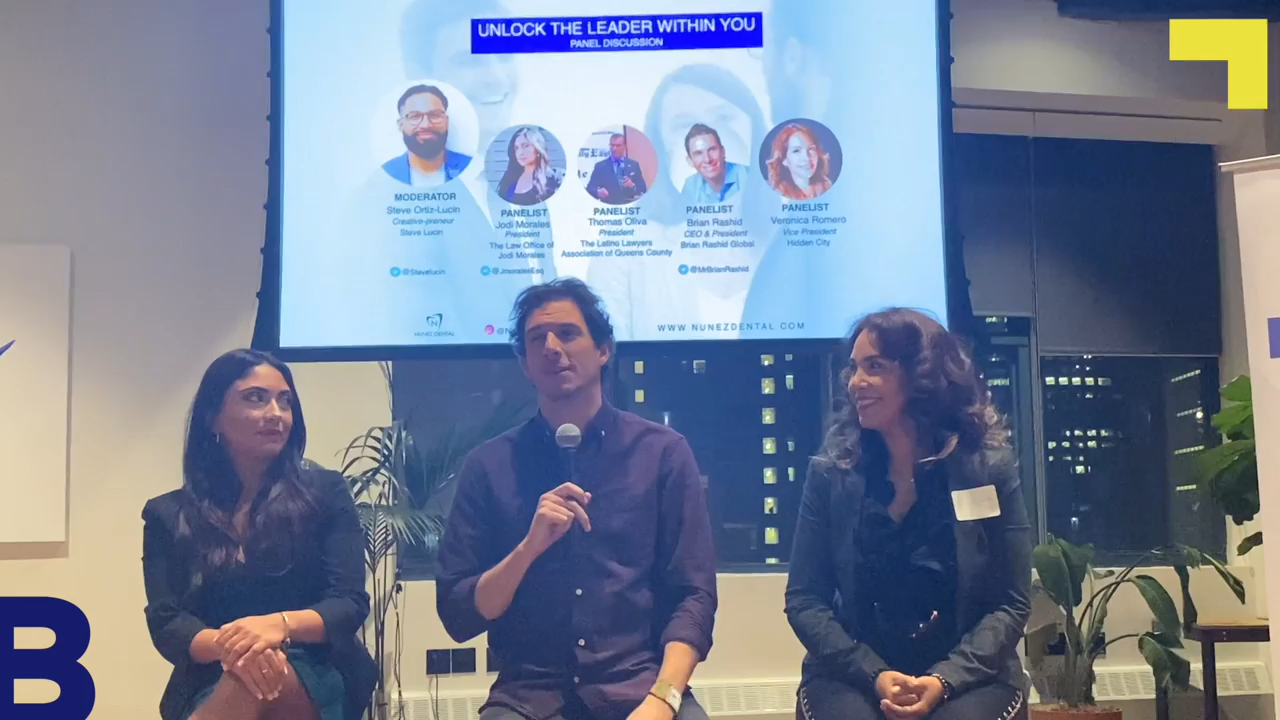 UNLOCK THE LEADER WITHIN YOU
PANEL DISCUSSION
MODERATOR
Steve Ortiz-Lucin
Creative-preneur
Steve Lucin
@Stevelucin
PANELIST
Jodi Morales
President
The Law Office of
Jodi Morales
@JmoralesEsq
PANELIST
Thomas Oliva
President
The Latino Lawyers
Association of Queens County
PANELIST
Brian Rashid
CEO & President
Brian Rashid Global
@MrBrianRashid
PANELIST
Veronica Romero
Vice President
Hidden City
NUNEZ DENTAL
WWW.NUNEZDENTAL.COM
B